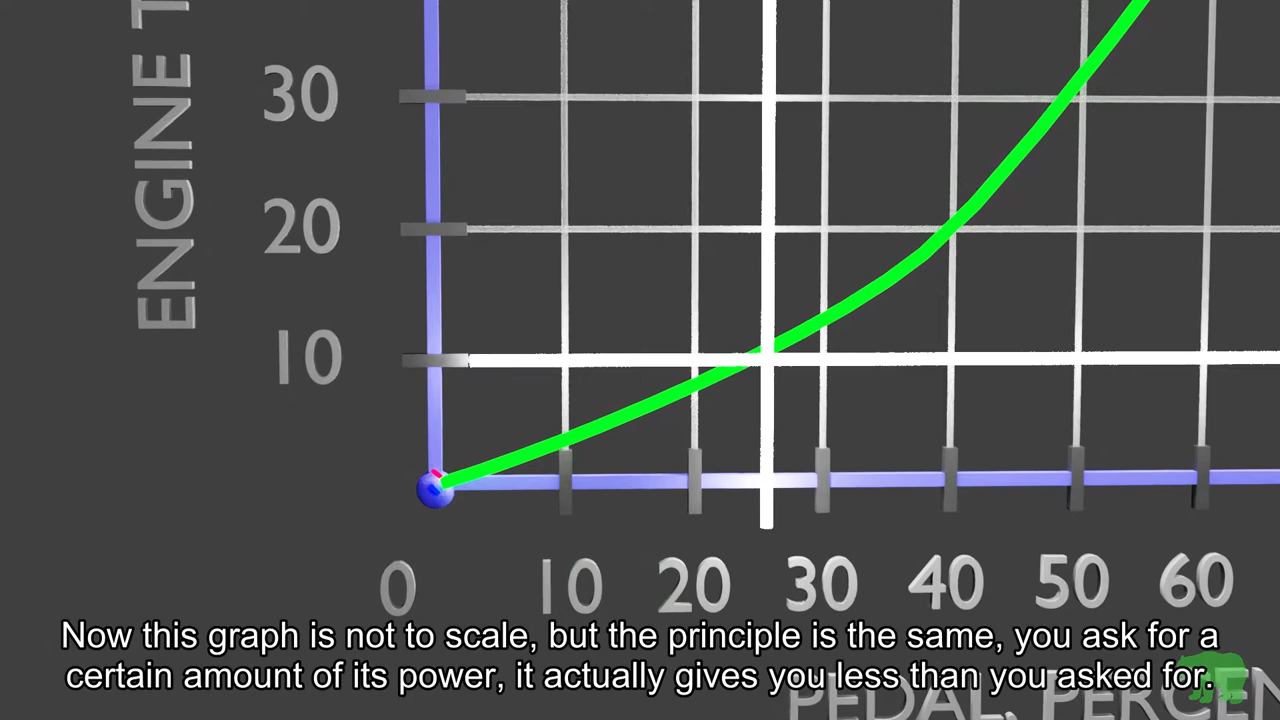 ENGINE T
30
20
10
0 10 20 30 40 50 60
Now this graph is not to scale, but the principle is the same, you ask for a
certain amount of its power, it actually gives you less than you asked for.
PEDAL, PERCEN